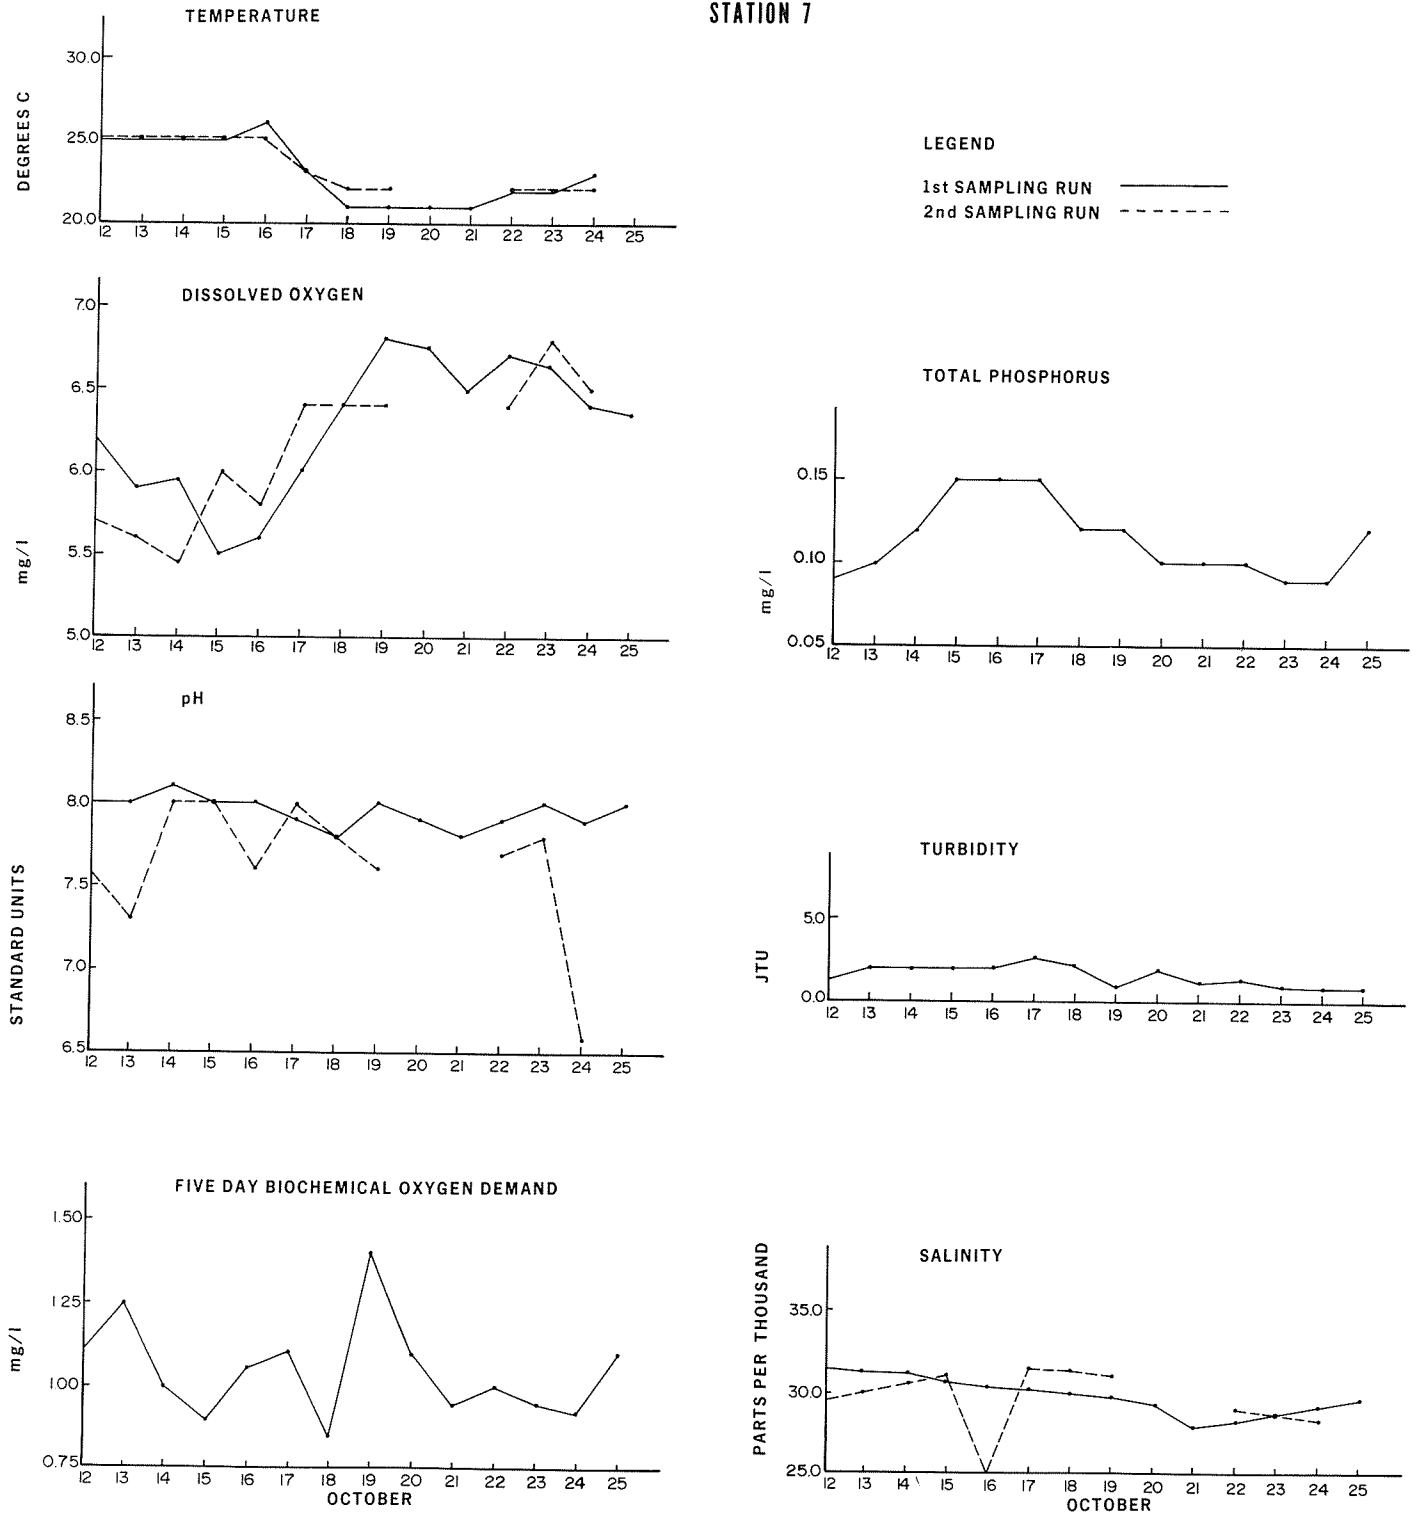 STATION 7
TEMPERATURE
DEGREES C
30.0
25.0
20.0
12 13 14 15 16 17 18 19 20 21 22 23 24 25
LEGEND
1st SAMPLING RUN
2nd SAMPLING RUN
DISSOLVED OXYGEN
mg/l
7.0
6.5
6.0
5.5
5.0
12 13 14 15 16 17 18 19 20 21 22 23 24 25
TOTAL PHOSPHORUS
mg/l
0.15
0.10
0.05
12 13 14 15 16 17 18 19 20 21 22 23 24 25
pH
STANDARD UNITS
8.5
8.0
7.5
7.0
6.5
12 13 14 15 16 17 18 19 20 21 22 23 24 25
TURBIDITY
JTU
5.0
0.0
12 13 14 15 16 17 18 19 20 21 22 23 24 25
FIVE DAY BIOCHEMICAL OXYGEN DEMAND
mg/l
1.50
1.25
1.00
0.75
12 13 14 15 16 17 18 19 20 21 22 23 24 25
OCTOBER
SALINITY
PARTS PER THOUSAND
35.0
30.0
25.0
12 13 14 15 16 17 18 19 20 21 22 23 24 25
OCTOBER